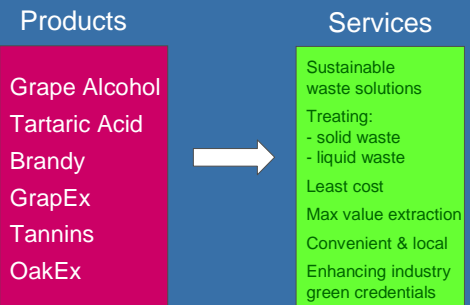 Products
Grape Alcohol
Tartaric Acid
Brandy
GrapEx
Tannins
OakEx
Services
Sustainable
waste solutions
Treating:
- solid waste
- liquid waste
Least cost
Max value extraction
Convenient & local
Enhancing industry
green credentials